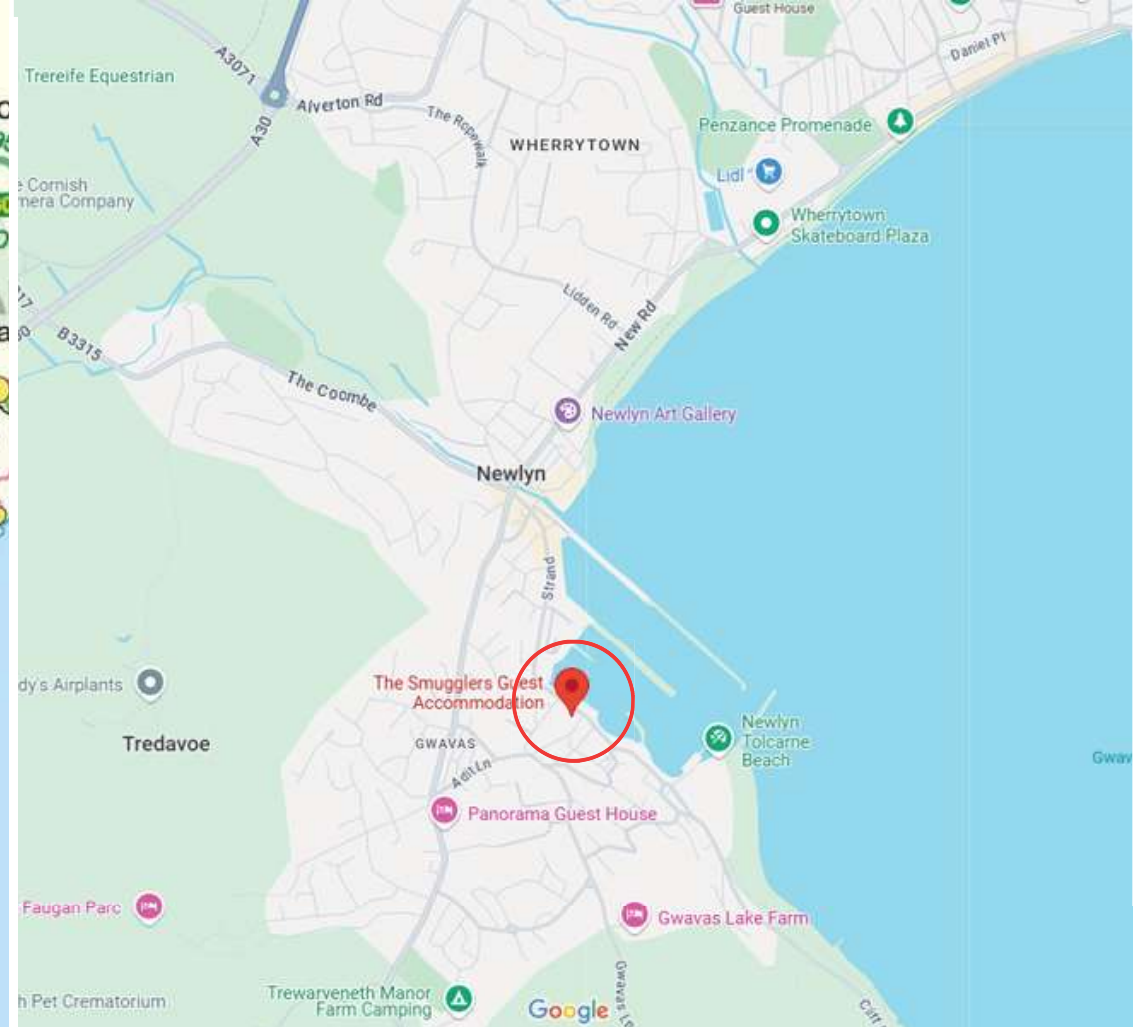 Guest House
Daniel Pl
Trereife Equestrian
A3071
Alverton Rd
The Ropewalk
A30
WHERRYTOWN
Penzance Promenade
Lidl
Cornish
Company
Wherrytown
Skateboard Plaza
B3315
Lidden Rd
New Rd
The Coombe
Newlyn Art Gallery
Newlyn
Strand
dy's Airplants
The Smugglers Guest
Accommodation
Newlyn
Tolcarne
Beach
Tredavoe
GWAVAS
Gwav
Adit Ln
Panorama Guest House
Faugan Parc
Gwavas Lake Farm
h Pet Crematorium
Trewarveneth Manor
Farm Camping
Google
Gwavas Ln
Cliff